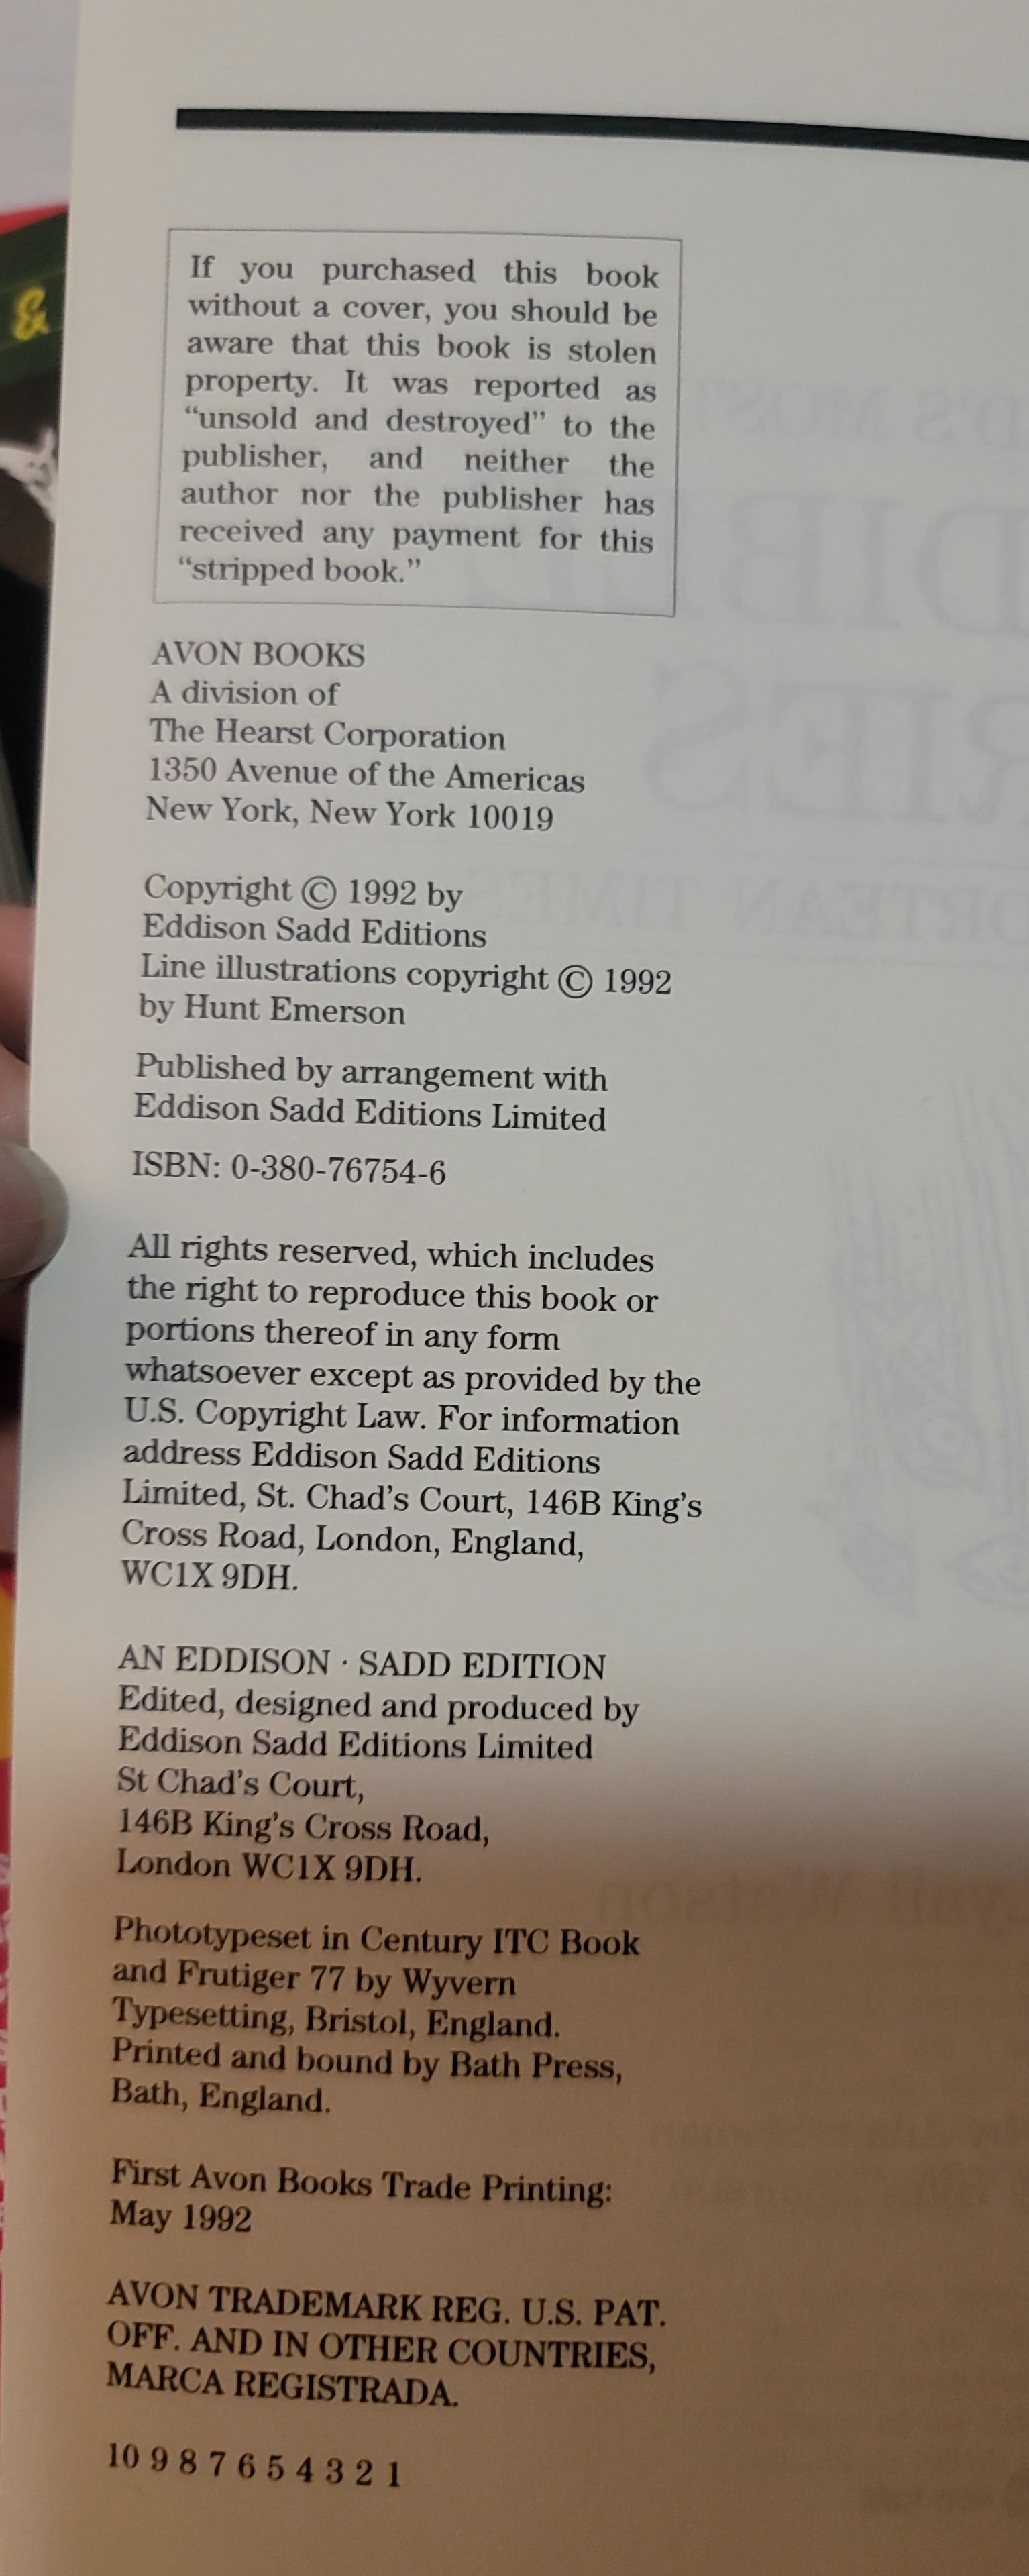 If you purchased this book
without a cover, you should be
aware that this book is stolen
property. It was reported as
“unsold and destroyed” to the
publisher, and neither the
author nor the publisher has
received any payment for this
“stripped book.”
AVON BOOKS
A division of
The Hearst Corporation
1350 Avenue of the Americas
New York, New York 10019
Copyright © 1992 by
Eddison Sadd Editions
Line illustrations copyright © 1992
by Hunt Emerson
Published by arrangement with
Eddison Sadd Editions Limited
ISBN: 0-380-76754-6
All rights reserved, which includes
the right to reproduce this book or
portions thereof in any form
whatsoever except as provided by the
U.S. Copyright Law. For information
address Eddison Sadd Editions
Limited, St. Chad's Court, 146B King's
Cross Road, London, England,
WC1X 9DH.
AN EDDISON · SADD EDITION
Edited, designed and produced by
Eddison Sadd Editions Limited
St Chad's Court,
146B King's Cross Road,
London WC1X 9DH.
Phototypeset in Century ITC Book
and Frutiger 77 by Wyvern
Typesetting, Bristol, England.
Printed and bound by Bath Press,
Bath, England.
First Avon Books Trade Printing:
May 1992
AVON TRADEMARK REG. U.S. PAT.
OFF. AND IN OTHER COUNTRIES,
MARCA REGISTRADA.
10 9 8 7 6 5 4 3 2 1
&